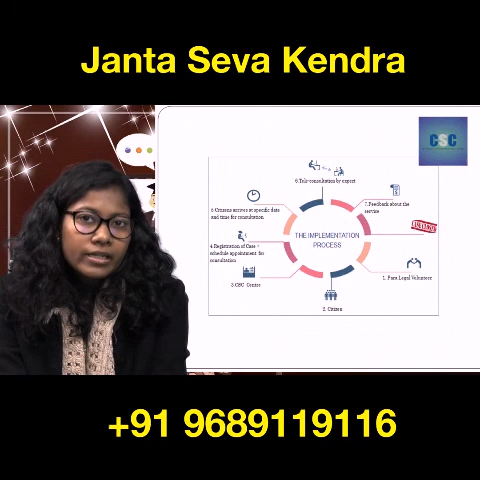 Janta Seva Kendra
CSC
6.Tele-consultation by expert
5.Citizens arrives at specific date
and time for consultation
7.Feedback about the
service
THE IMPLEMENTATION
PROCESS
4.Registration of Case +
schedule appointment for
consultation
3.CSC Centre
1. Para Legal Volunteer
2. Citizen
+91 9689119116